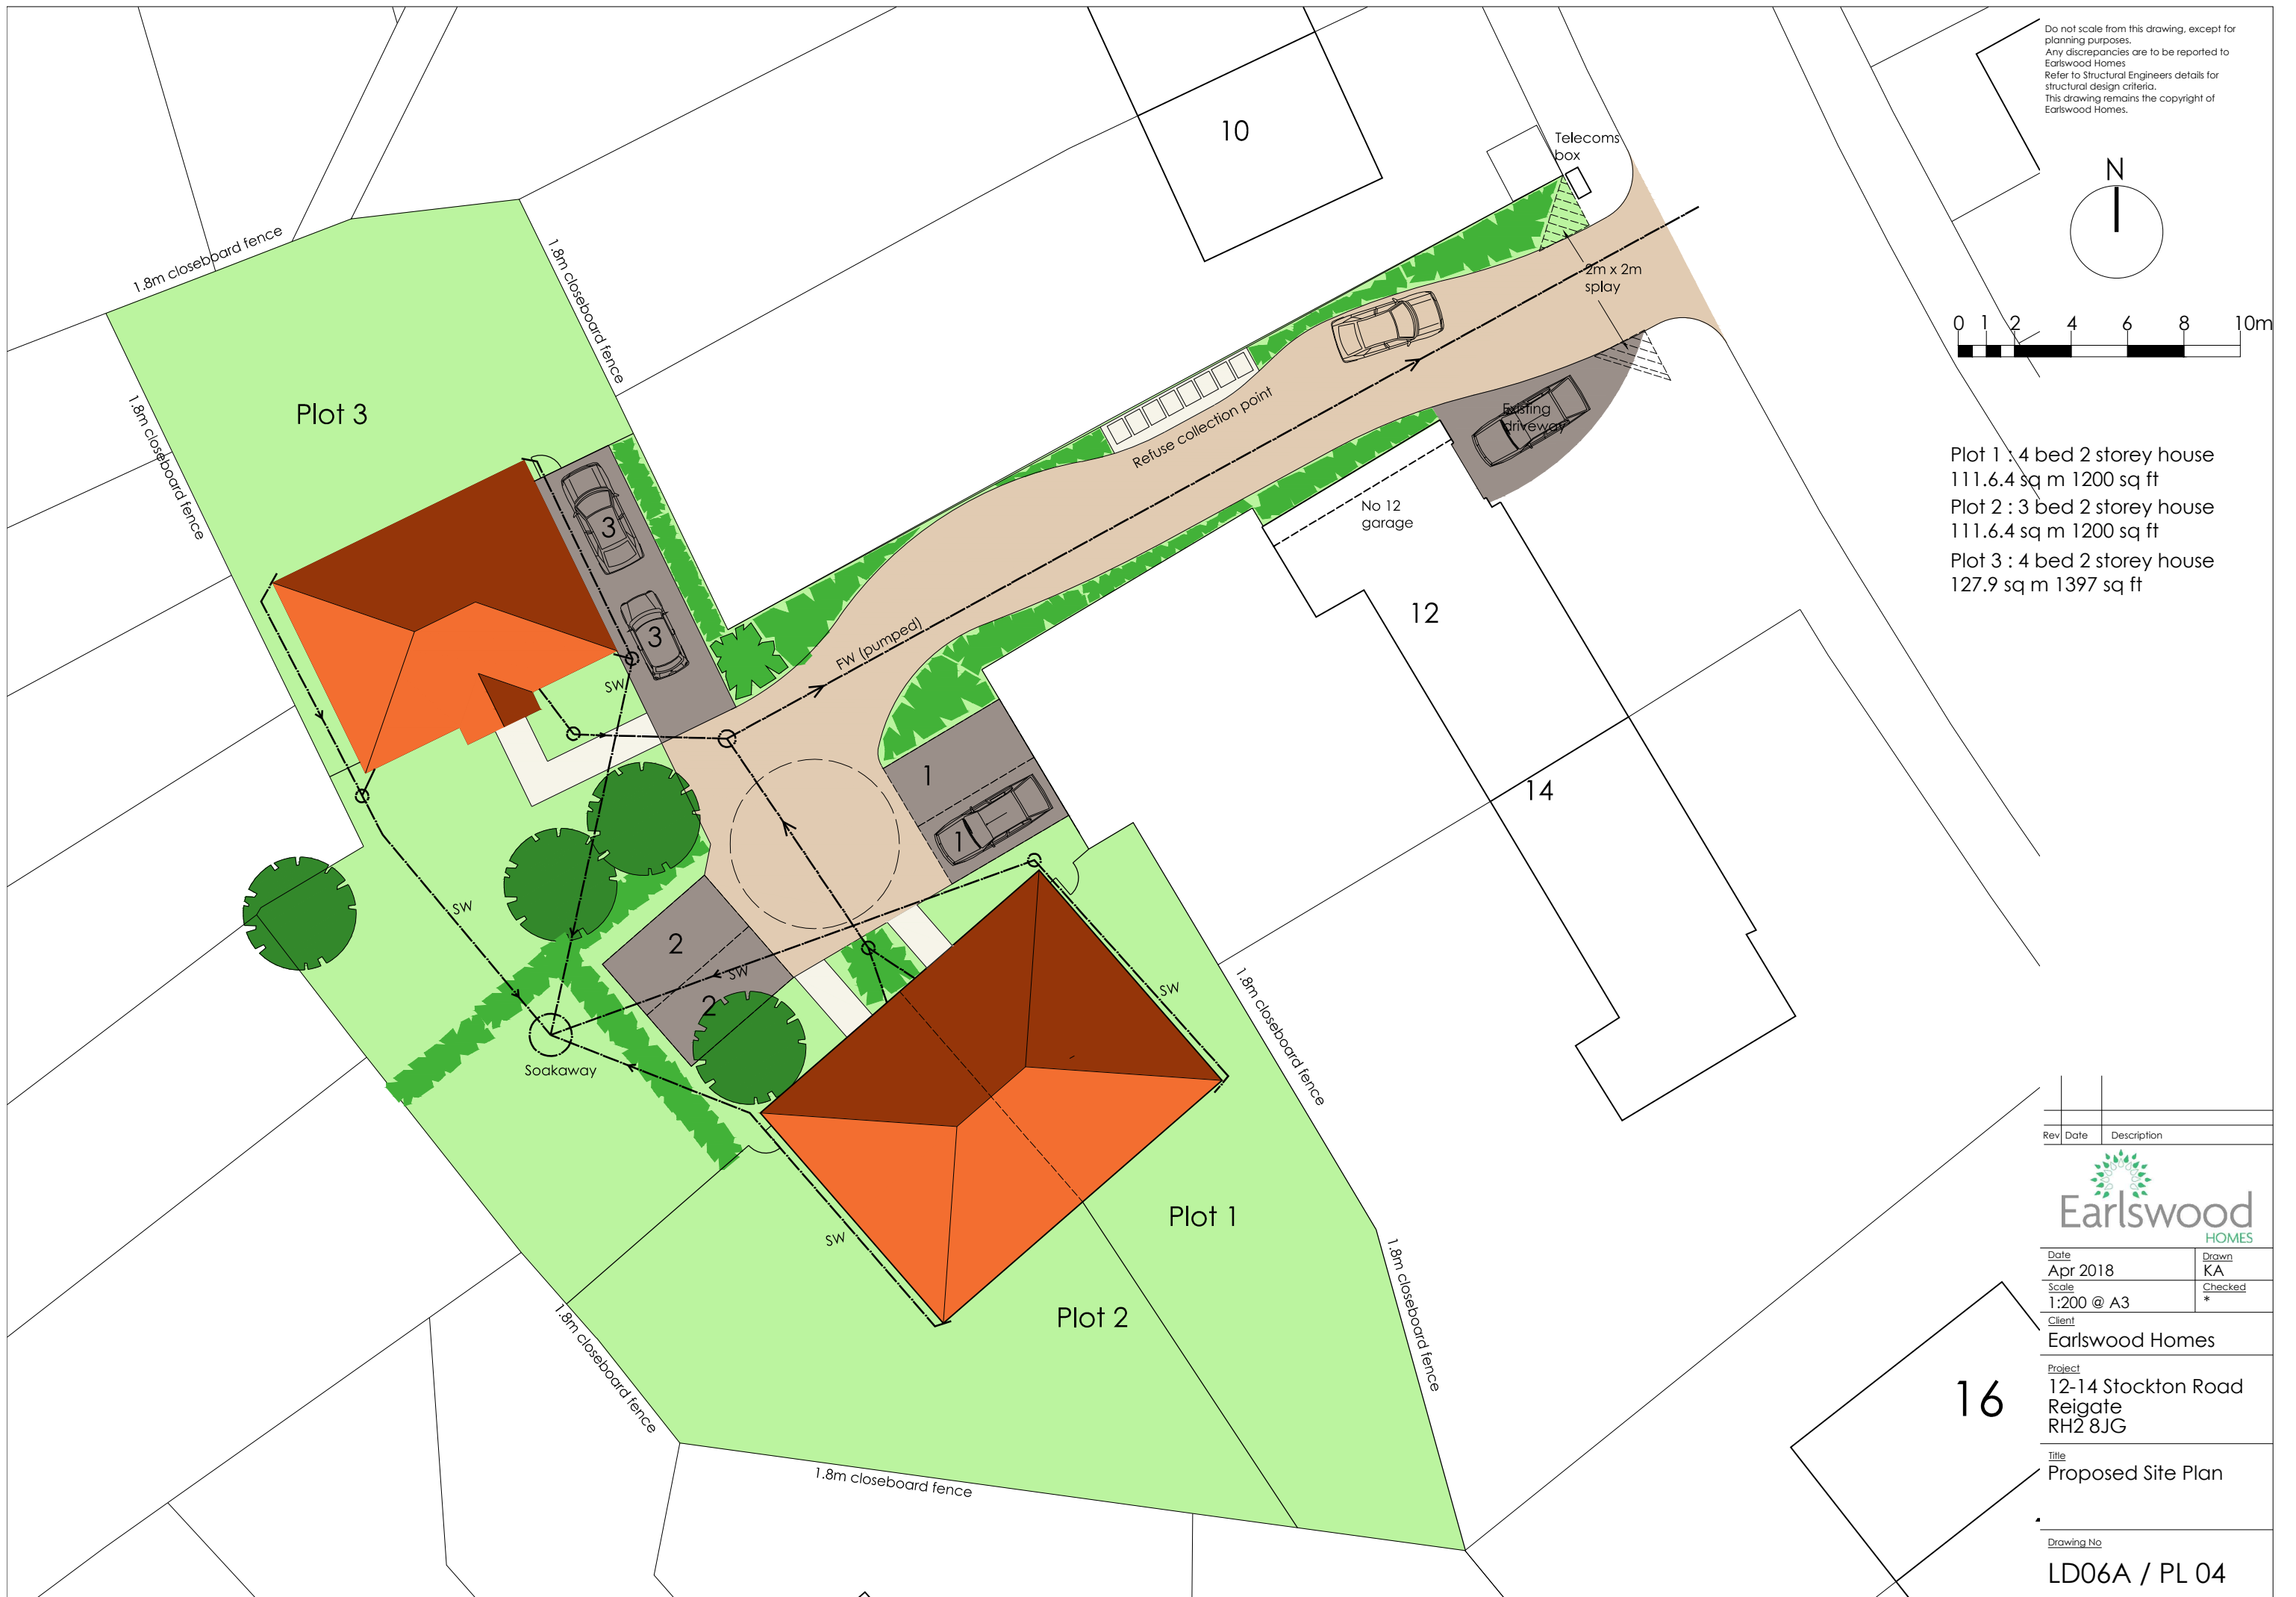 Do not scale from this drawing, except for
planning purposes.
Any discrepancies are to be reported to
Earlswood Homes
Refer to Structural Engineers details for
structural design criteria.
This drawing remains the copyright of
Earlswood Homes.
N
0 1 2 4 6 8 10m
Plot 1 : 4 bed 2 storey house
111.6.4 sq m 1200 sq ft
Plot 2 : 3 bed 2 storey house
111.6.4 sq m 1200 sq ft
Plot 3 : 4 bed 2 storey house
127.9 sq m 1397 sq ft
10
Telecoms
box
2m x 2m
splay
1.8m closeboard fence
1.8m closeboard fence
1.8m closeboard fence
Plot 3
Refuse collection point
Existing
driveway
No 12
garage
3
3
12
FW (pumped)
SW
1
1
14
SW
2
SW
2
SW
Soakaway
1.8m closeboard fence
Plot 1
SW
Plot 2
1.8m closeboard fence
1.8m closeboard fence
1.8m closeboard fence
16
Rev Date Description
Earlswood
HOMES
Date
Apr 2018
Drawn
KA
Scale
1:200 @ A3
Checked
*
Client
Earlswood Homes
Project
12-14 Stockton Road
Reigate
RH2 8JG
Title
Proposed Site Plan
Drawing No
LD06A / PL 04